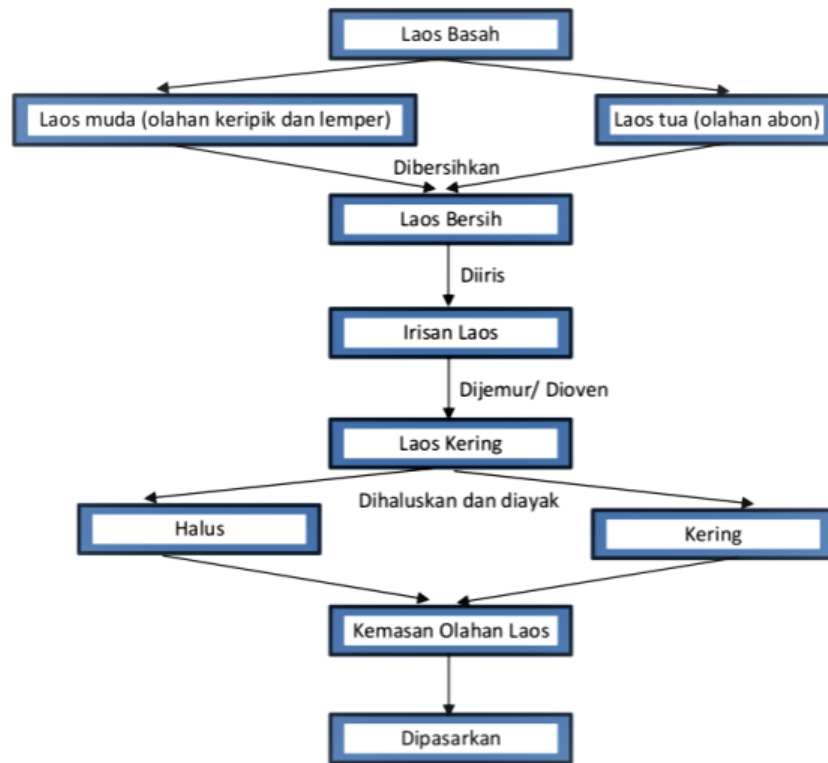 Laos Basah
Laos muda (olahan keripik dan lemper)
Laos tua (olahan abon)
Dibersihkan
Laos Bersih
Diiris
Irisan Laos
Dijemur/ Dioven
Laos Kering
Dihaluskan dan diayak
Halus
Kering
Kemasan Olahan Laos
Dipasarkan